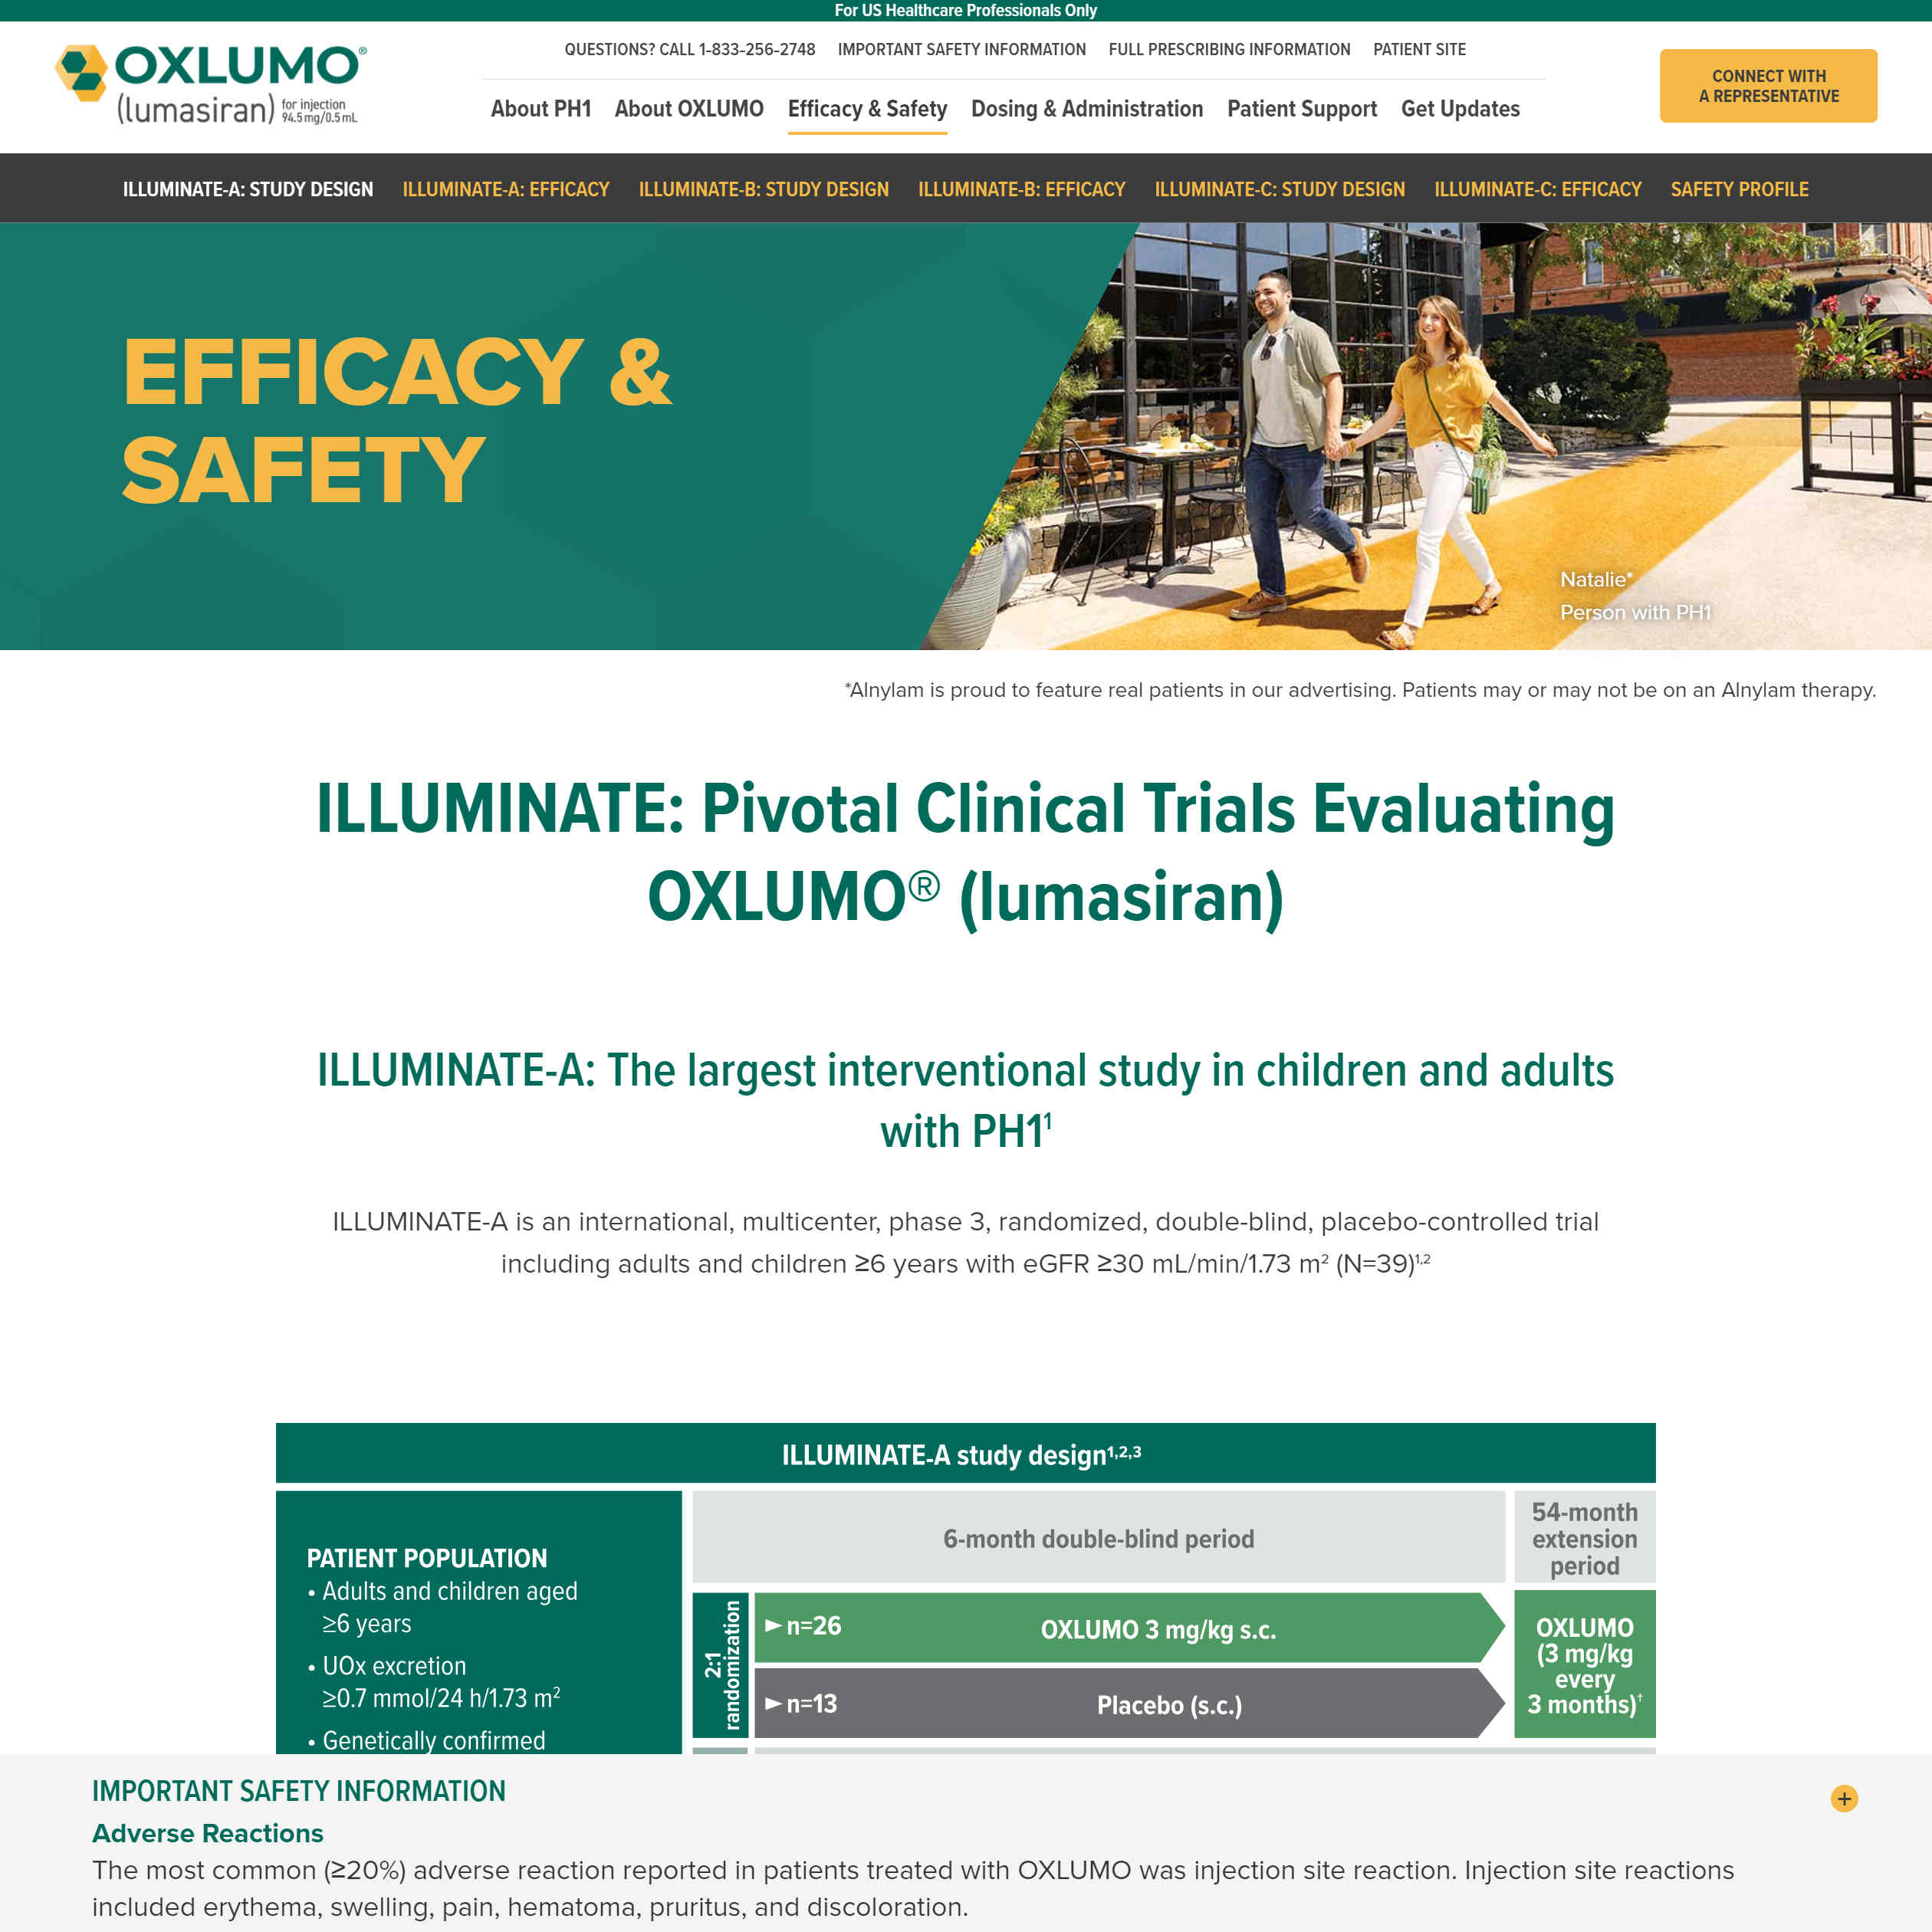 For US Healthcare Professionals Only
OXLUMO®
(lumasiran) for injection
94.5 mg/0.5 mL
QUESTIONS? CALL 1-833-256-2748 IMPORTANT SAFETY INFORMATION FULL PRESCRIBING INFORMATION PATIENT SITE
About PH1 About OXLUMO Efficacy & Safety Dosing & Administration Patient Support Get Updates
CONNECT WITH
A REPRESENTATIVE
ILLUMINATE-A: STUDY DESIGN ILLUMINATE-A: EFFICACY ILLUMINATE-B: STUDY DESIGN ILLUMINATE-B: EFFICACY ILLUMINATE-C: STUDY DESIGN ILLUMINATE-C: EFFICACY SAFETY PROFILE
EFFICACY &
SAFETY
Natalie*
Person with PH1
*Alnylam is proud to feature real patients in our advertising. Patients may or may not be on an Alnylam therapy.
ILLUMINATE: Pivotal Clinical Trials Evaluating
OXLUMO® (lumasiran)
ILLUMINATE-A: The largest interventional study in children and adults
with PH1¹
ILLUMINATE-A is an international, multicenter, phase 3, randomized, double-blind, placebo-controlled trial
including adults and children ≥6 years with eGFR ≥30 mL/min/1.73 m² (N=39)¹,²
ILLUMINATE-A study design¹,²,³
PATIENT POPULATION
• Adults and children aged
≥6 years
• UOx excretion
≥0.7 mmol/24 h/1.73 m²
• Genetically confirmed
6-month double-blind period
54-month
extension
period
2:1
randomization
► n=26 OXLUMO 3 mg/kg s.c.
► n=13 Placebo (s.c.)
OXLUMO
(3 mg/kg
every
3 months)†
IMPORTANT SAFETY INFORMATION
Adverse Reactions
The most common (≥20%) adverse reaction reported in patients treated with OXLUMO was injection site reaction. Injection site reactions
included erythema, swelling, pain, hematoma, pruritus, and discoloration.